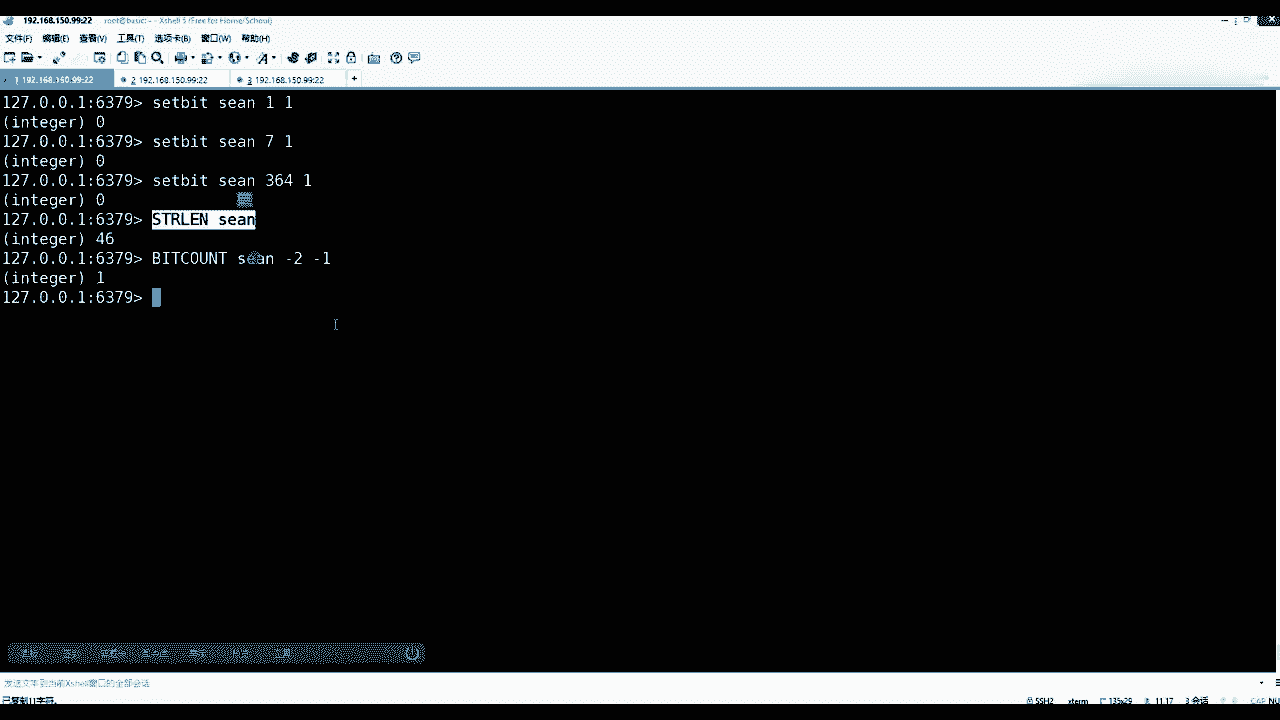 192.168.150.99:22 root@basic:~ - Xshell 5 (Free for Home/School)
文件(F) 编辑(E) 查看(V) 工具(T) 选项卡(B) 窗口(W) 帮助(H)
1 192.168.150.99:22 2 192.168.150.99:22 3 192.168.150.99:22 +
127.0.0.1:6379> setbit sean 1 1
(integer) 0
127.0.0.1:6379> setbit sean 7 1
(integer) 0
127.0.0.1:6379> setbit sean 364 1
(integer) 0
127.0.0.1:6379> STRLEN sean
(integer) 46
127.0.0.1:6379> BITCOUNT sean -2 -1
(integer) 1
127.0.0.1:6379>
发送文本到当前Xshell窗口的全部会话
已复制11字符。 SSH2 xterm 135x29 11,17 3 会话 CAP NU